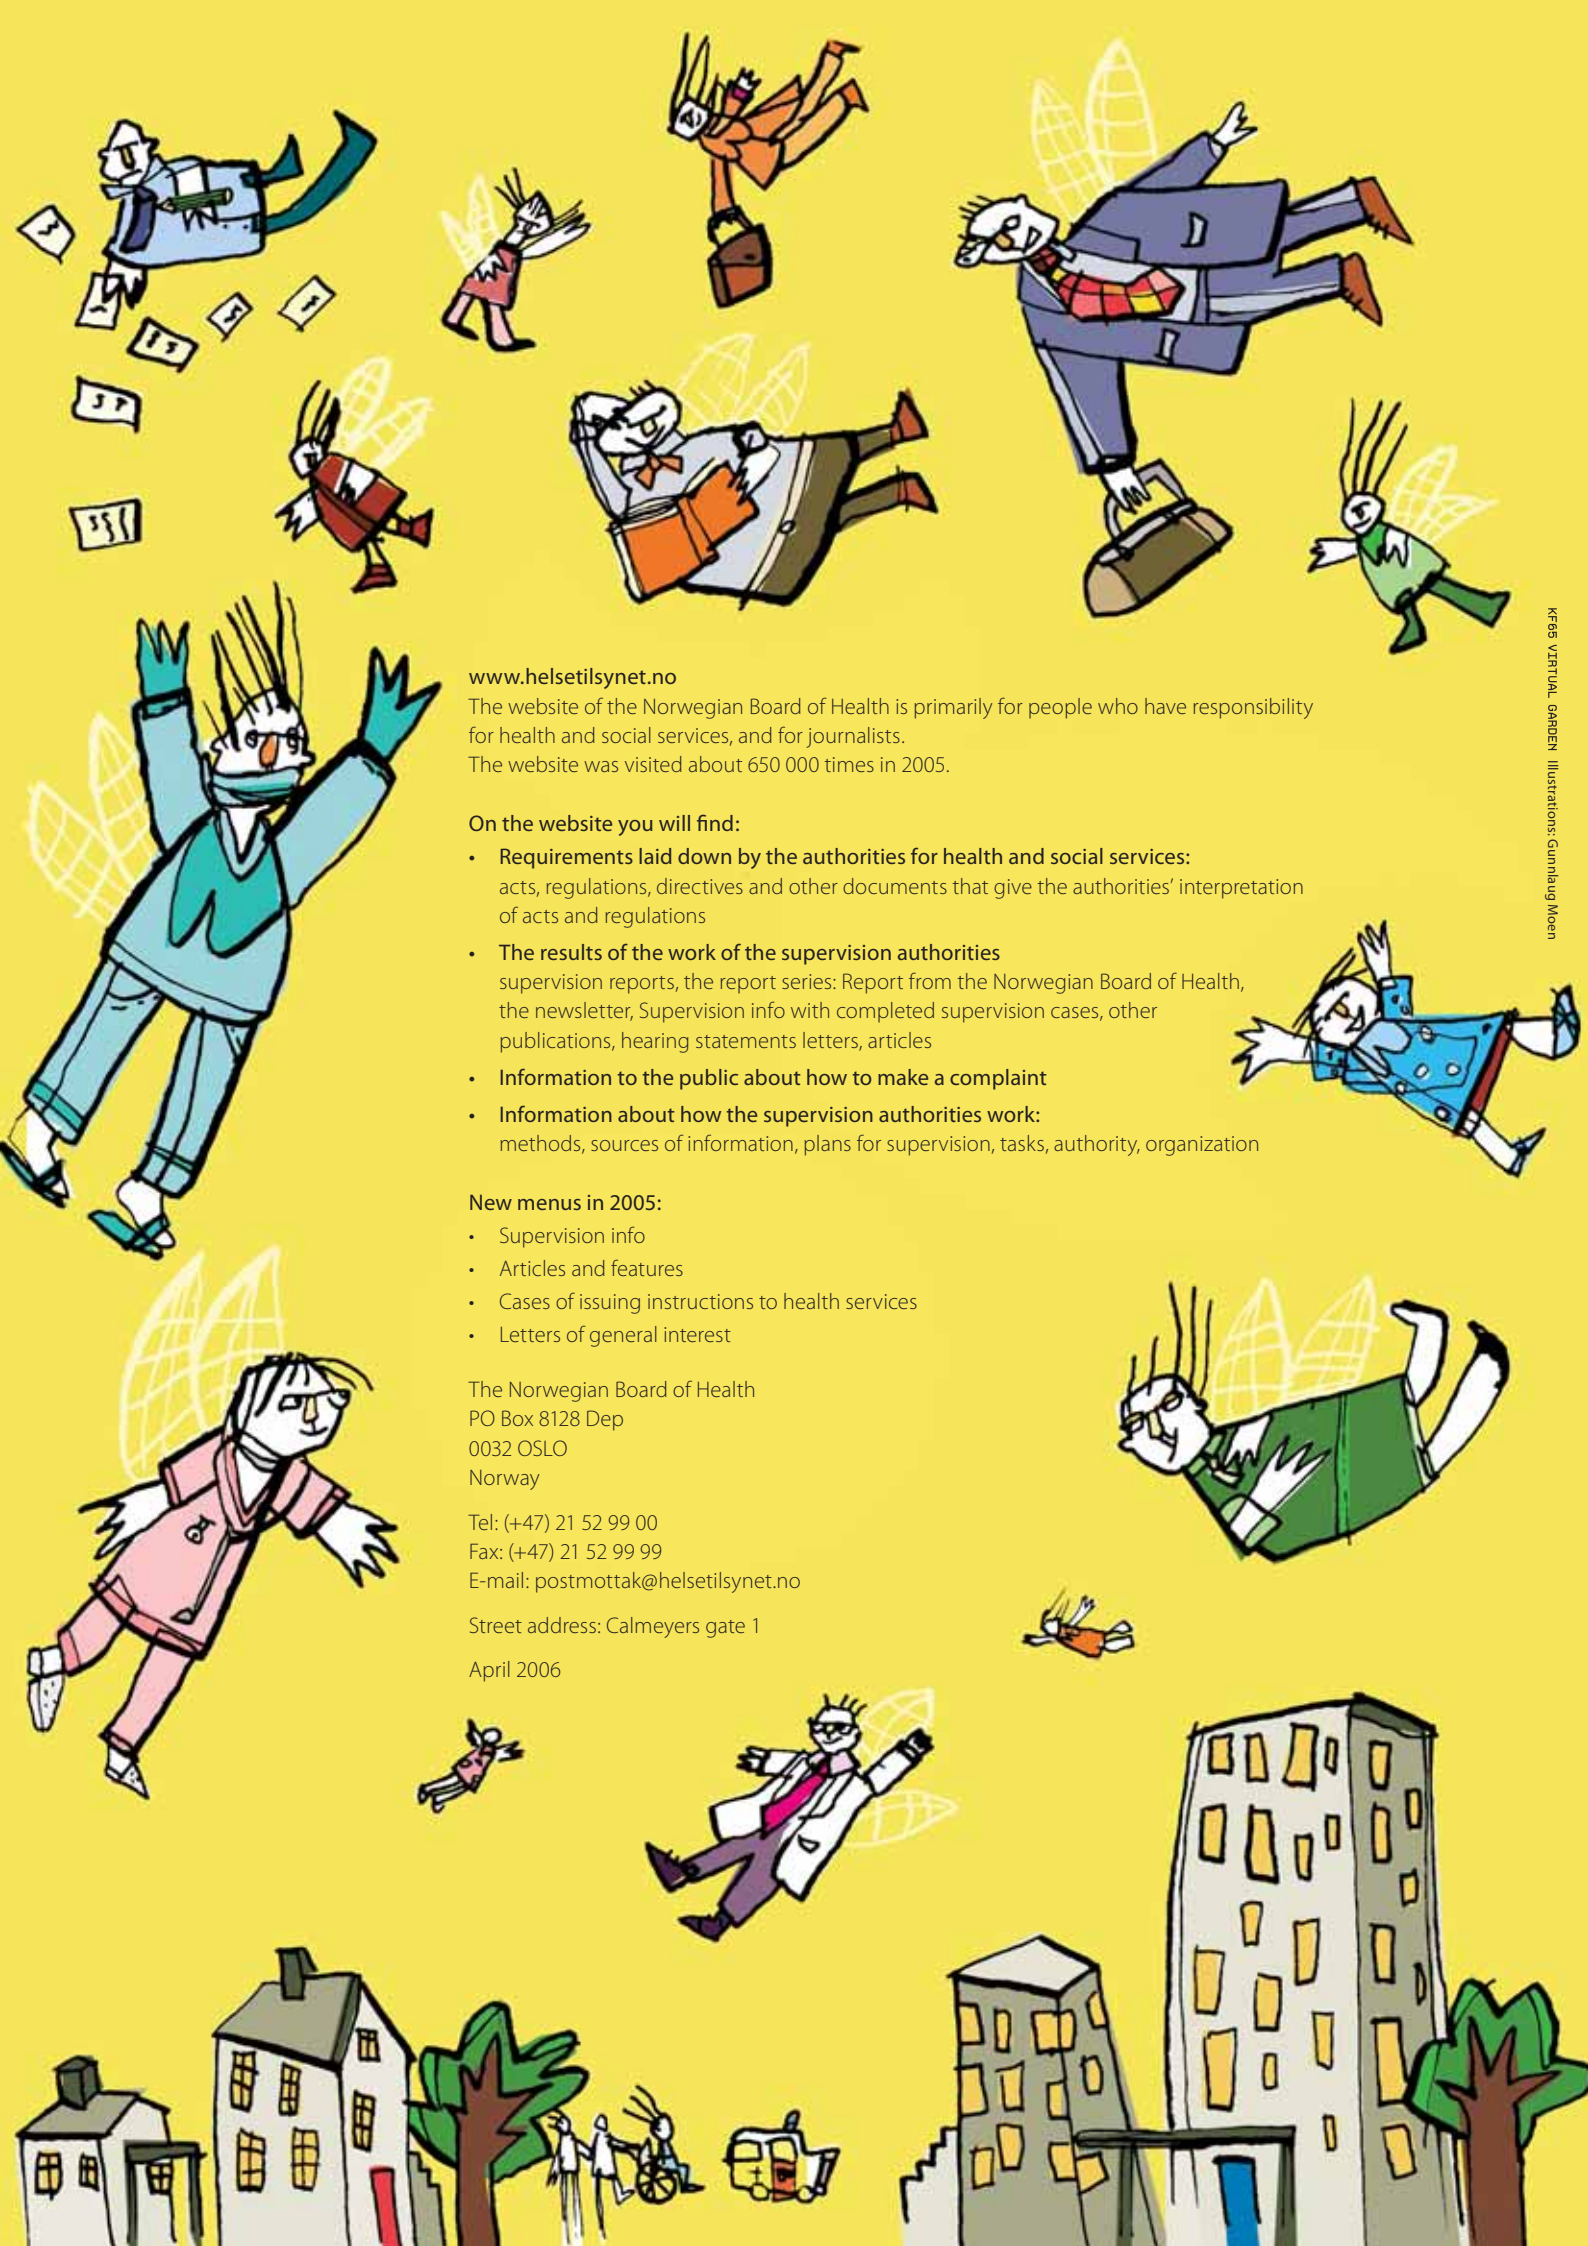 www.helsetilsynet.no
The website of the Norwegian Board of Health is primarily for people who have responsibility
for health and social services, and for journalists.
The website was visited about 650 000 times in 2005.
On the website you will find:
• Requirements laid down by the authorities for health and social services:
acts, regulations, directives and other documents that give the authorities’ interpretation
of acts and regulations
• The results of the work of the supervision authorities
supervision reports, the report series: Report from the Norwegian Board of Health,
the newsletter, Supervision info with completed supervision cases, other
publications, hearing statements letters, articles
• Information to the public about how to make a complaint
• Information about how the supervision authorities work:
methods, sources of information, plans for supervision, tasks, authority, organization
New menus in 2005:
• Supervision info
• Articles and features
• Cases of issuing instructions to health services
• Letters of general interest
The Norwegian Board of Health
PO Box 8128 Dep
0032 OSLO
Norway
Tel: (+47) 21 52 99 00
Fax: (+47) 21 52 99 99
E-mail: postmottak@helsetilsynet.no
Street address: Calmeyers gate 1
April 2006
KF65 VIRTUAL GARDEN Illustrations: Gunnlaug Moen